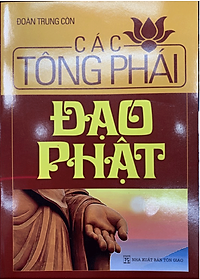 ĐOÀN TRUNG CÒN
CÁC
TÔNG PHÁI
ĐẠO
PHẬT
NHÀ XUẤT BẢN TÔN GIÁO